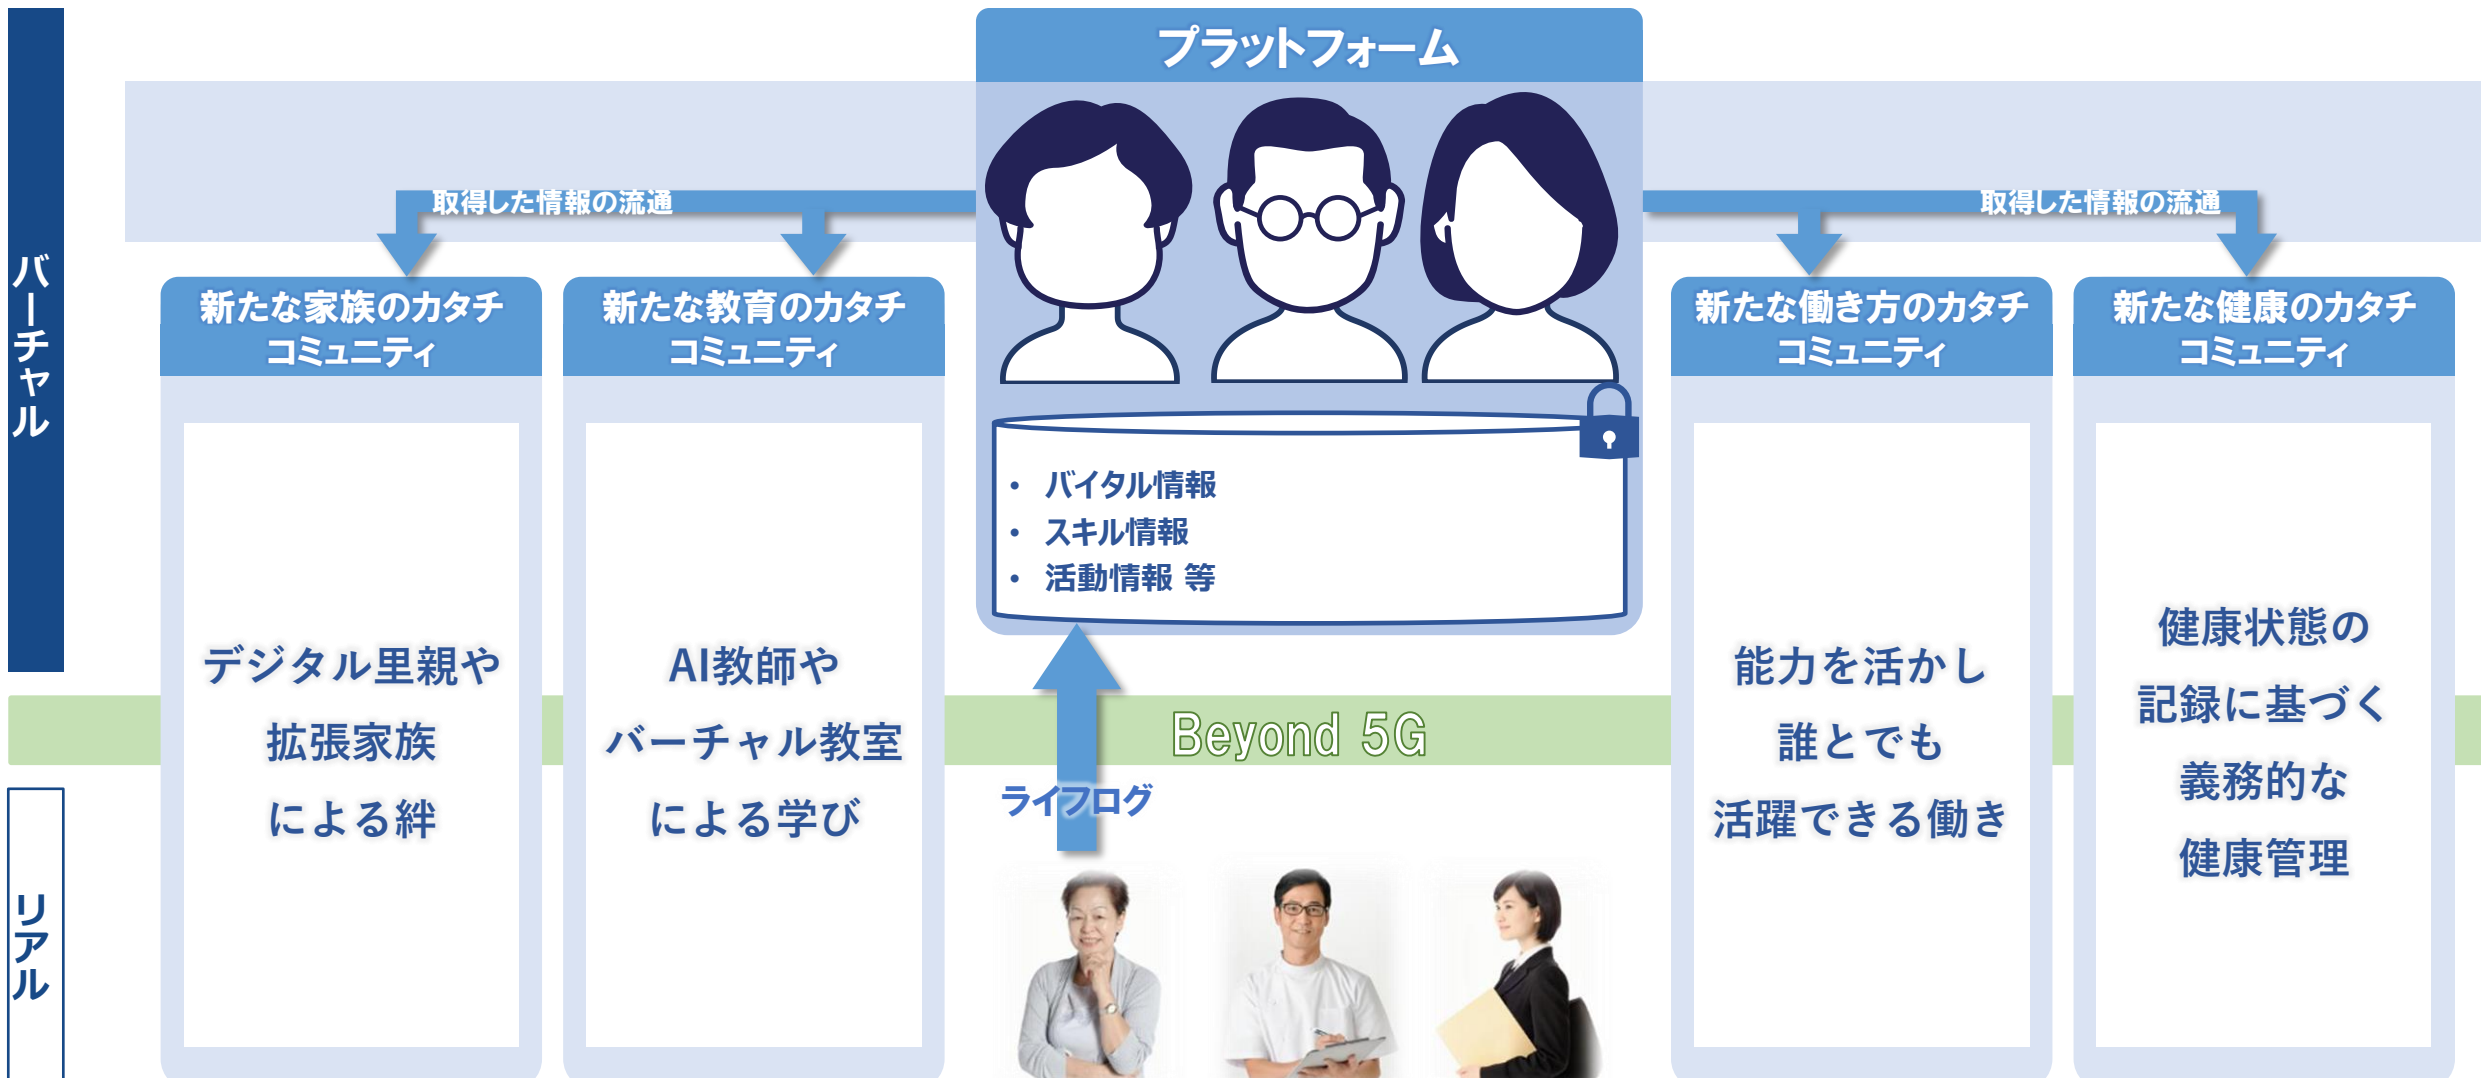 プラットフォーム
バーチャル
取得した情報の流通
取得した情報の流通
新たな家族のカタチ
コミュニティ
新たな教育のカタチ
コミュニティ
新たな働き方のカタチ
コミュニティ
新たな健康のカタチ
コミュニティ
• バイタル情報
• スキル情報
• 活動情報 等
デジタル里親や
拡張家族
による絆
AI教師や
バーチャル教室
による学び
Beyond 5G
ライフログ
能力を活かし
誰とでも
活躍できる働き
健康状態の
記録に基づく
義務的な
健康管理
リアル